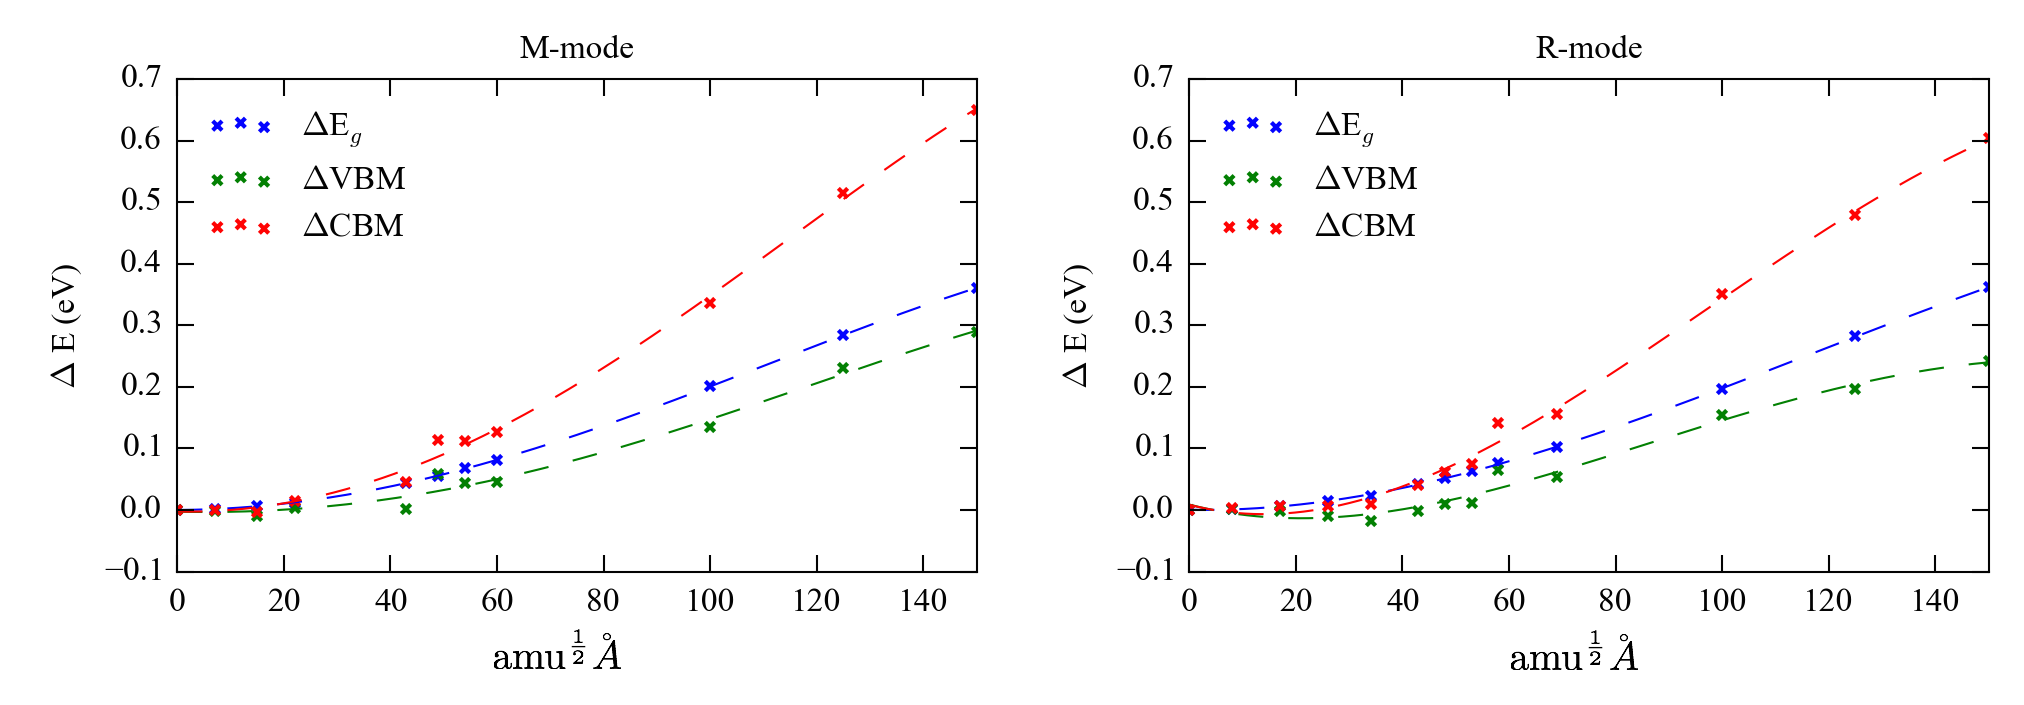 M-mode
0.7
0.6
0.5
0.4
0.3
0.2
0.1
0.0
−0.1
Δ E (eV)
ΔE_g
ΔVBM
ΔCBM
0 20 40 60 80 100 120 140
amu^{1/2} Å
R-mode
0.7
0.6
0.5
0.4
0.3
0.2
0.1
0.0
−0.1
Δ E (eV)
ΔE_g
ΔVBM
ΔCBM
0 20 40 60 80 100 120 140
amu^{1/2} Å